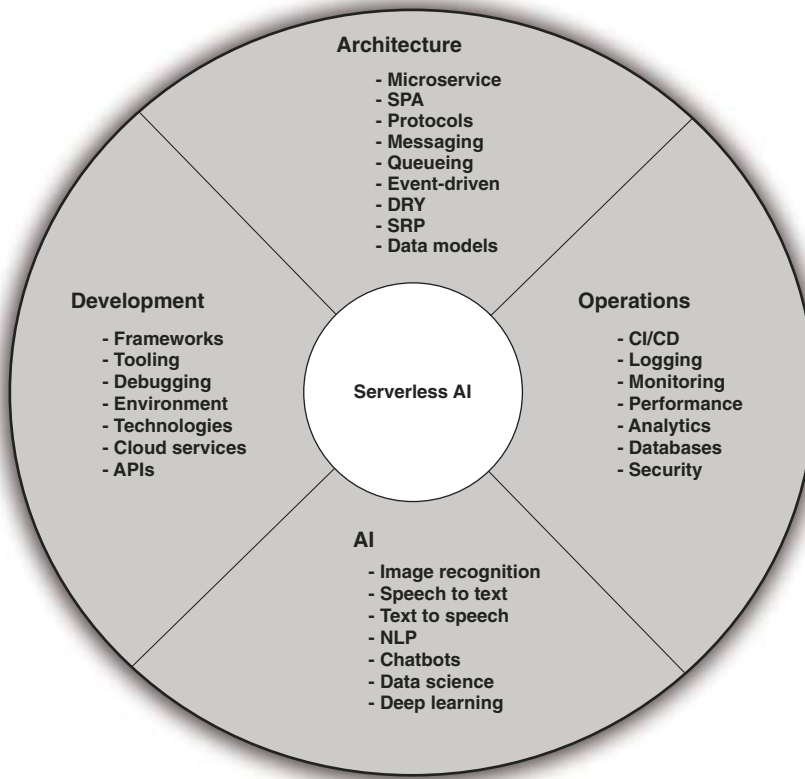 Architecture
- Microservice
- SPA
- Protocols
- Messaging
- Queueing
- Event-driven
- DRY
- SRP
- Data models
Development
- Frameworks
- Tooling
- Debugging
- Environment
- Technologies
- Cloud services
- APIs
Serverless AI
Operations
- CI/CD
- Logging
- Monitoring
- Performance
- Analytics
- Databases
- Security
AI
- Image recognition
- Speech to text
- Text to speech
- NLP
- Chatbots
- Data science
- Deep learning